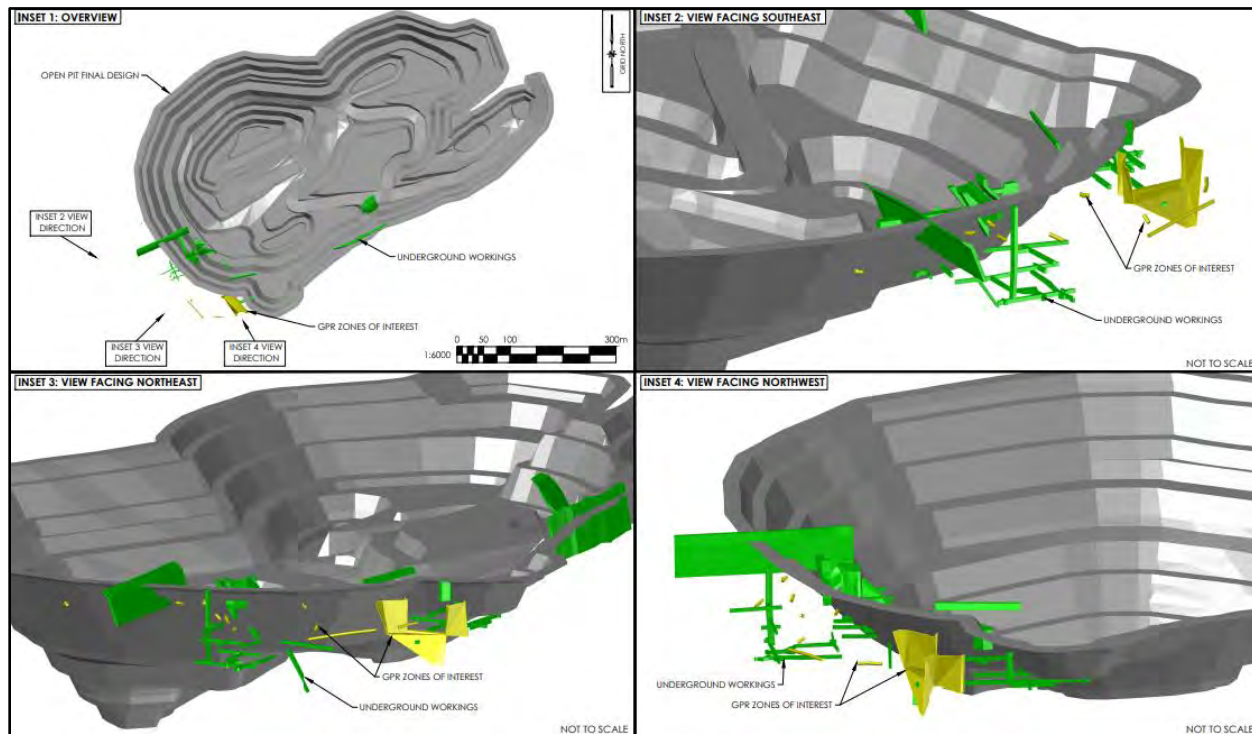 INSET 1: OVERVIEW
GRID NORTH
OPEN PIT FINAL DESIGN
INSET 2 VIEW
DIRECTION
UNDERGROUND WORKINGS
GPR ZONES OF INTEREST
INSET 3 VIEW
DIRECTION
INSET 4 VIEW
DIRECTION
0 50 100 300m
1:6000
INSET 2: VIEW FACING SOUTHEAST
GPR ZONES OF INTEREST
UNDERGROUND WORKINGS
NOT TO SCALE
INSET 3: VIEW FACING NORTHEAST
GPR ZONES OF INTEREST
UNDERGROUND WORKINGS
NOT TO SCALE
INSET 4: VIEW FACING NORTHWEST
UNDERGROUND WORKINGS
GPR ZONES OF INTEREST
NOT TO SCALE